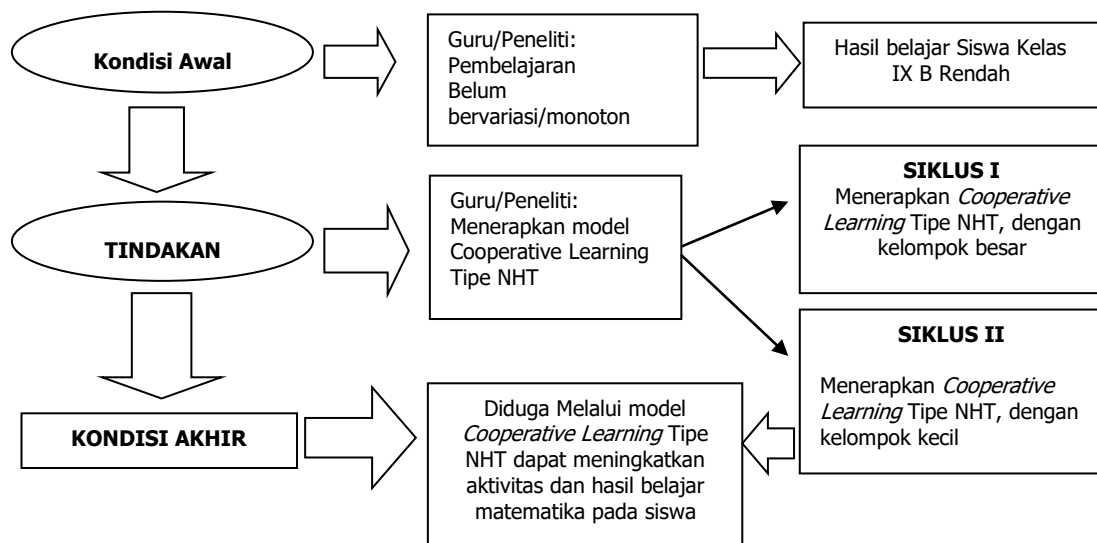 Kondisi Awal
Guru/Peneliti:
Pembelajaran
Belum
bervariasi/monoton
Hasil belajar Siswa Kelas
IX B Rendah
TINDAKAN
Guru/Peneliti:
Menerapkan model
Cooperative Learning
Tipe NHT
SIKLUS I
Menerapkan Cooperative
Learning Tipe NHT, dengan
kelompok besar
SIKLUS II
Menerapkan Cooperative
Learning Tipe NHT, dengan
kelompok kecil
KONDISI AKHIR
Diduga Melalui model
Cooperative Learning Tipe
NHT dapat meningkatkan
aktivitas dan hasil belajar
matematika pada siswa